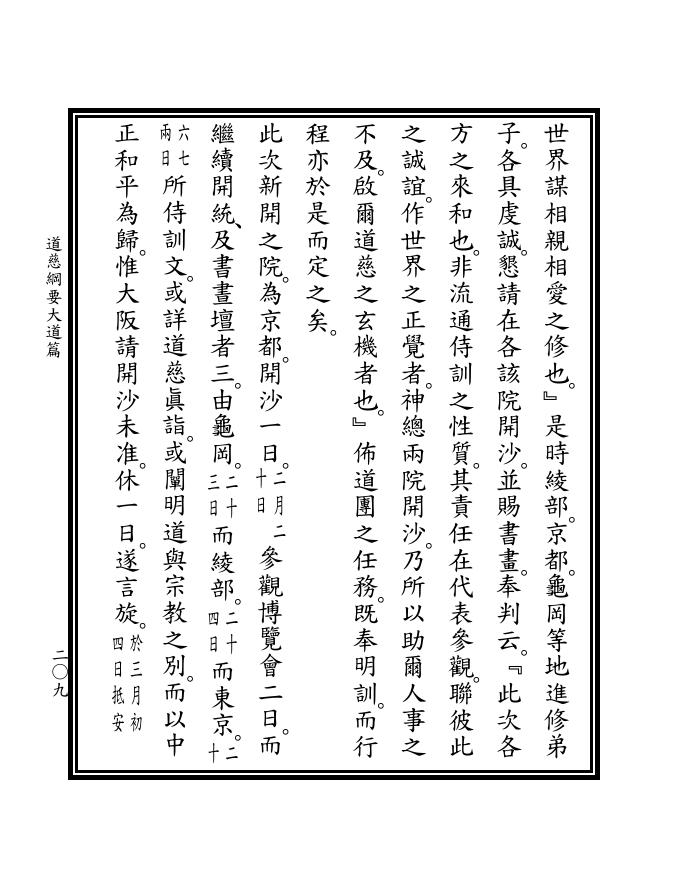 世界謀相親相愛之修也。』是時綾部。京都。龜岡等地進修弟
子。各具虔誠。懇請在各該院開沙。並賜書畫。奉判云。『此次各
方之來和也。非流通侍訓之性質。其責任在代表參觀。聯彼此
之誠誼。作世界之正覺者。神總兩院開沙。乃所以助爾人事之
不及。啟爾道慈之玄機者也。』佈道團之任務。既奉明訓。而行
程亦於是而定之矣。
此次新開之院。為京都。開沙一日。二月二十日參觀博覽會二日。而
繼續開統、及書畫壇者三。由龜岡。二十三日而綾部。二十四日而東京。二十
六七兩日所侍訓文。或詳道慈眞詣。或闡明道與宗教之別。而以中
正和平為歸。惟大阪請開沙未准。休一日。遂言旋。於三月初四日抵安
道慈綱要大道篇
二〇九